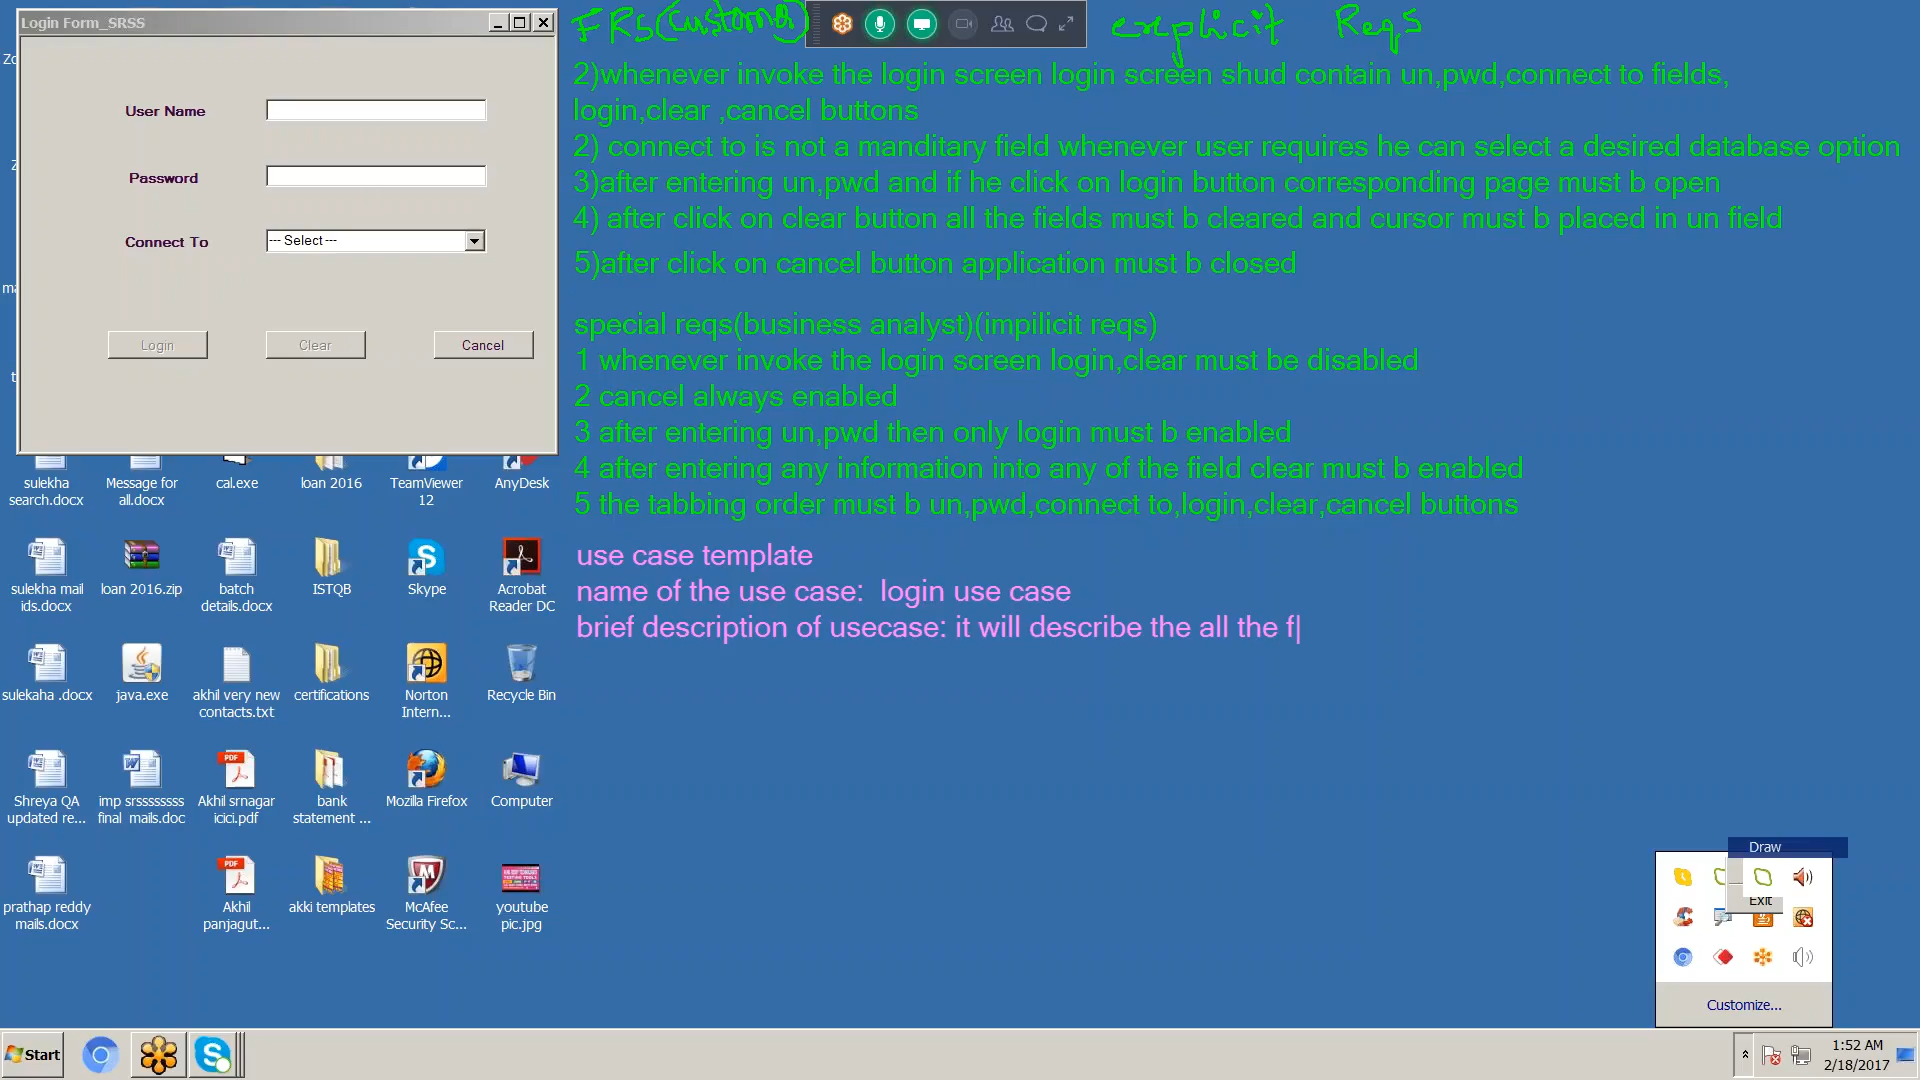 Login Form_SRSS
User Name
Password
Connect To
--- Select ---
Login
Clear
Cancel
FRS(Customer)
explicit Reqs
2)whenever invoke the login screen login screen shud contain un,pwd,connect to fields,
login,clear ,cancel buttons
2) connect to is not a manditary field whenever user requires he can select a desired database option
3)after entering un,pwd and if he click on login button corresponding page must b open
4) after click on clear button all the fields must b cleared and cursor must b placed in un field
5)after click on cancel button application must b closed
special reqs(business analyst)(impilicit reqs)
1 whenever invoke the login screen login,clear must be disabled
2 cancel always enabled
3 after entering un,pwd then only login must b enabled
4 after entering any information into any of the field clear must b enabled
5 the tabbing order must b un,pwd,connect to,login,clear,cancel buttons
use case template
name of the use case:  login use case
brief description of usecase: it will describe the all the f
sulekha search.docx
Message for all.docx
cal.exe
loan 2016
TeamViewer 12
AnyDesk
sulekha mail ids.docx
loan 2016.zip
batch details.docx
ISTQB
Skype
Acrobat Reader DC
sulekaha .docx
java.exe
akhil very new contacts.txt
certifications
Norton Intern...
Recycle Bin
Shreya QA updated re...
imp srssssssss final mails.doc
Akhil srnagar icici.pdf
bank statement ...
Mozilla Firefox
Computer
prathap reddy mails.docx
Akhil panjagut...
akki templates
McAfee Security Sc...
youtube pic.jpg
Draw
Exit
Customize...
Start
1:52 AM
2/18/2017